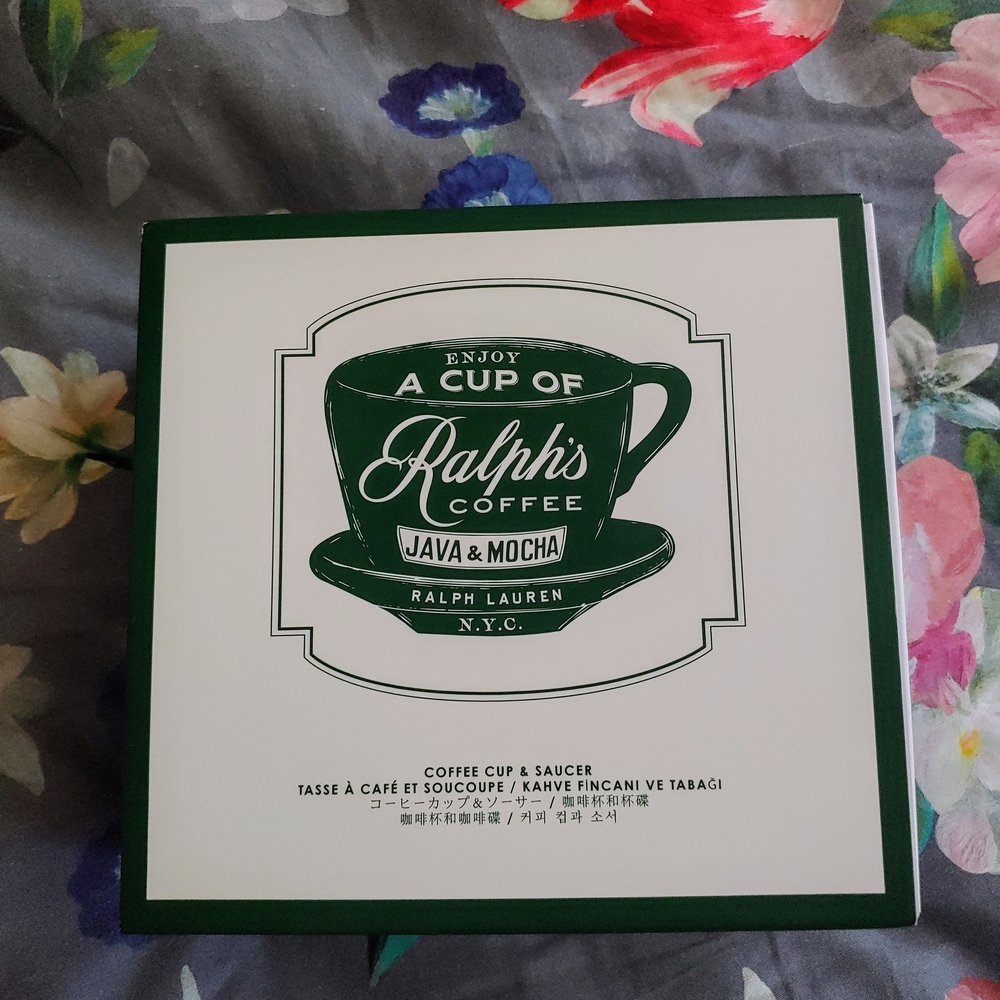 ENJOY
A CUP OF
Ralph's
COFFEE
JAVA & MOCHA
RALPH LAUREN
N.Y.C.
COFFEE CUP & SAUCER
TASSE À CAFÉ ET SOUCOUPE / KAHVE FİNCANI VE TABAĞI
コーヒーカップ&ソーサー / 咖啡杯和杯碟
咖啡杯和咖啡碟 / 커피 컵과 소서